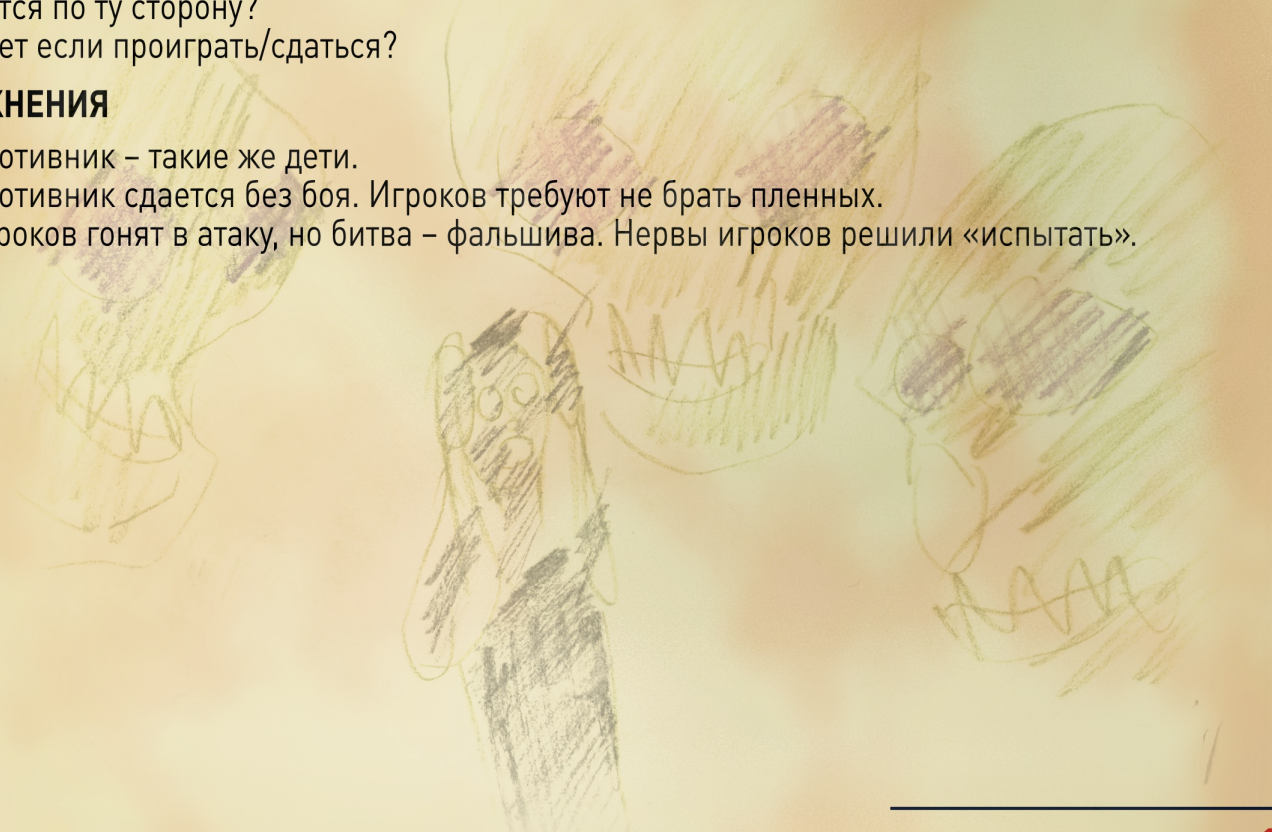 тся по ту сторону?
ет если проиграть/сдаться?
НЕНИЯ
отивник – такие же дети.
отивник сдается без боя. Игроков требуют не брать пленных.
роков гонят в атаку, но битва – фальшива. Нервы игроков решили «испытать».